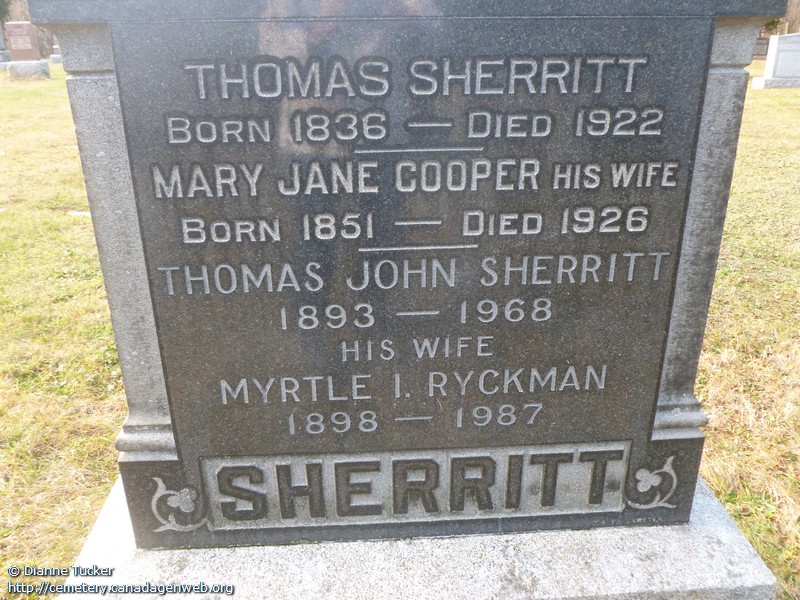 THOMAS SHERRITT
BORN 1836 — DIED 1922
MARY JANE COOPER HIS WIFE
BORN 1851 — DIED 1926
THOMAS JOHN SHERRITT
1893 — 1968
HIS WIFE
MYRTLE I. RYCKMAN
1898 — 1987
SHERRITT
© Dianne Tucker
http://cemetery.canadagenweb.org